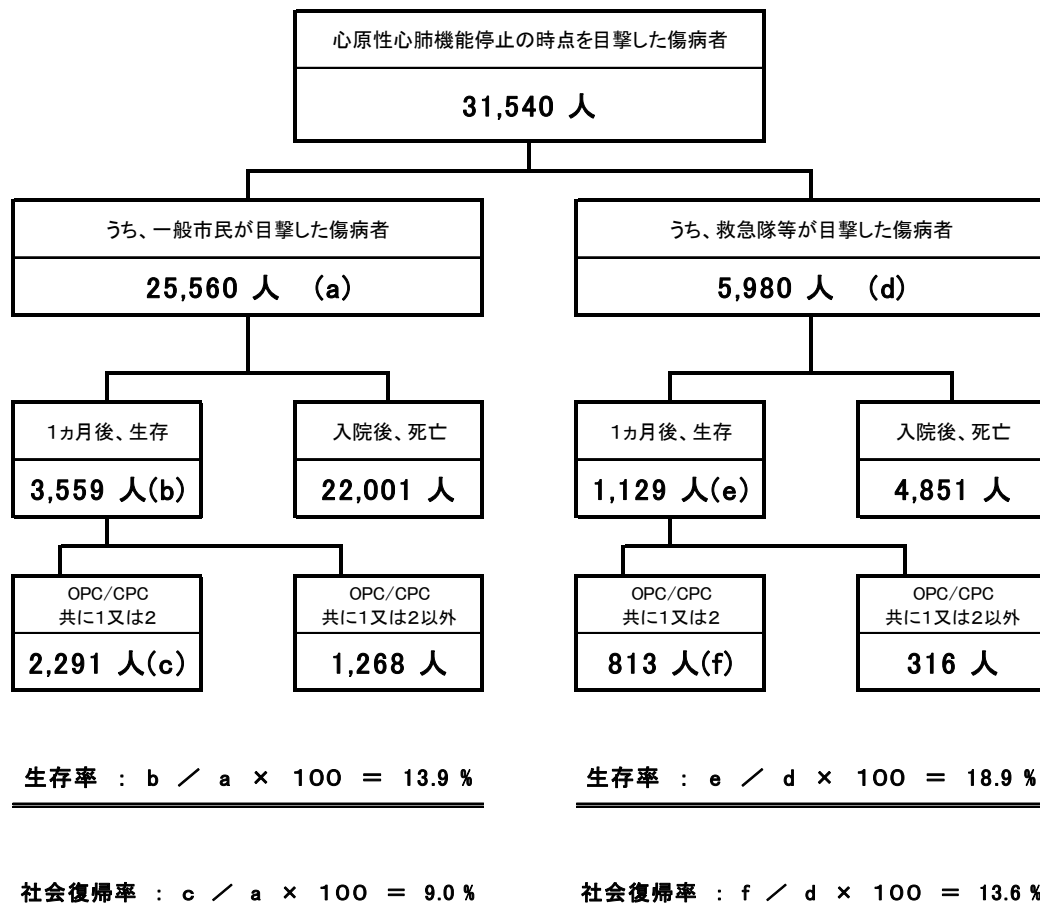 心原性心肺機能停止の時点を目撃した傷病者
31,540 人
うち、一般市民が目撃した傷病者
25,560 人 (a)
うち、救急隊等が目撃した傷病者
5,980 人 (d)
1ヵ月後、生存
3,559 人(b)
入院後、死亡
22,001 人
1ヵ月後、生存
1,129 人(e)
入院後、死亡
4,851 人
OPC/CPC
共に1又は2
2,291 人(c)
OPC/CPC
共に1又は2以外
1,268 人
OPC/CPC
共に1又は2
813 人(f)
OPC/CPC
共に1又は2以外
316 人
生存率 : b / a × 100 = 13.9 %
生存率 : e / d × 100 = 18.9 %
社会復帰率 : c / a × 100 = 9.0 %
社会復帰率 : f / d × 100 = 13.6 %